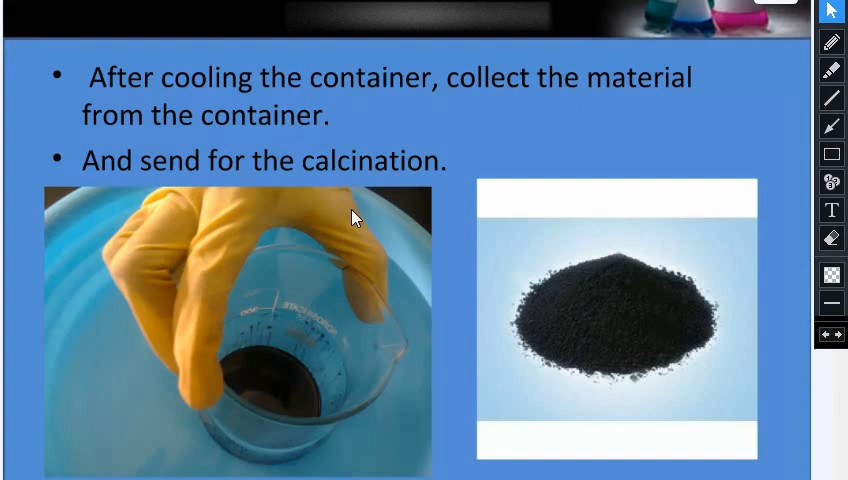 • After cooling the container, collect the material
from the container.
• And send for the calcination.